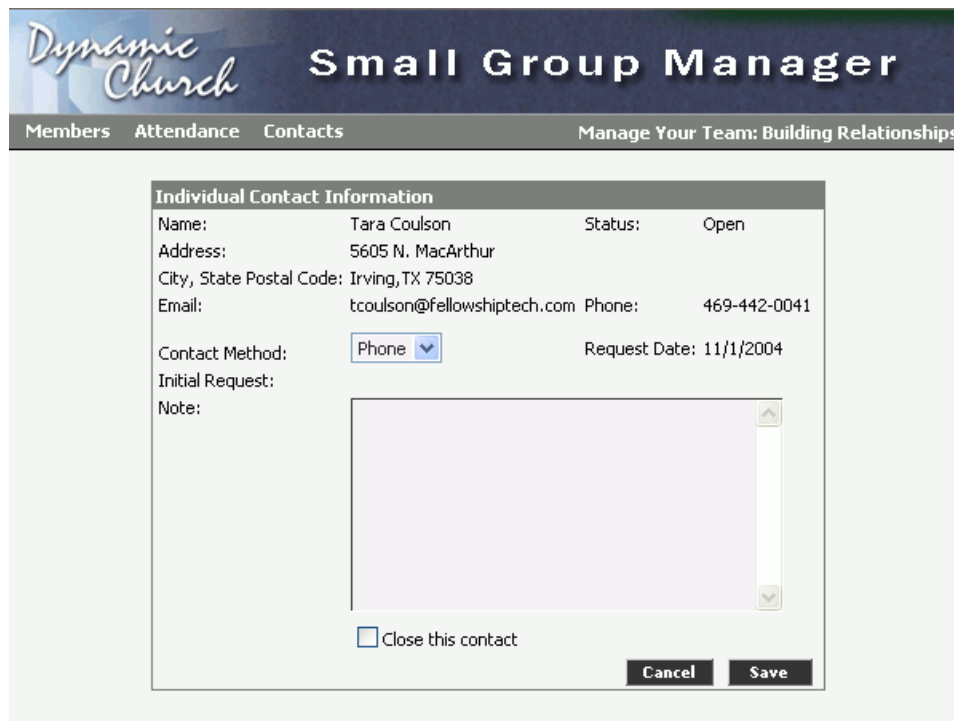 Dynamic Church
Small Group Manager
Members Attendance Contacts Manage Your Team: Building Relationships
Individual Contact Information
Name: Tara Coulson Status: Open
Address: 5605 N. MacArthur
City, State Postal Code: Irving,TX 75038
Email: tcoulson@fellowshiptech.com Phone: 469-442-0041
Contact Method: Phone Request Date: 11/1/2004
Initial Request:
Note:
Close this contact
Cancel Save